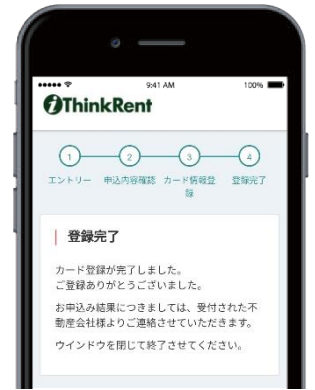 9:41 AM 100%
iThinkRent
1 2 3 4
エントリー 申込内容確認 カード情報登 登録完了
録
登録完了
カード登録が完了しました。
ご登録ありがとうございました。
お申込み結果につきましては、受付された不
動産会社様よりご連絡させていただきます。
ウインドウを閉じて終了させてください。